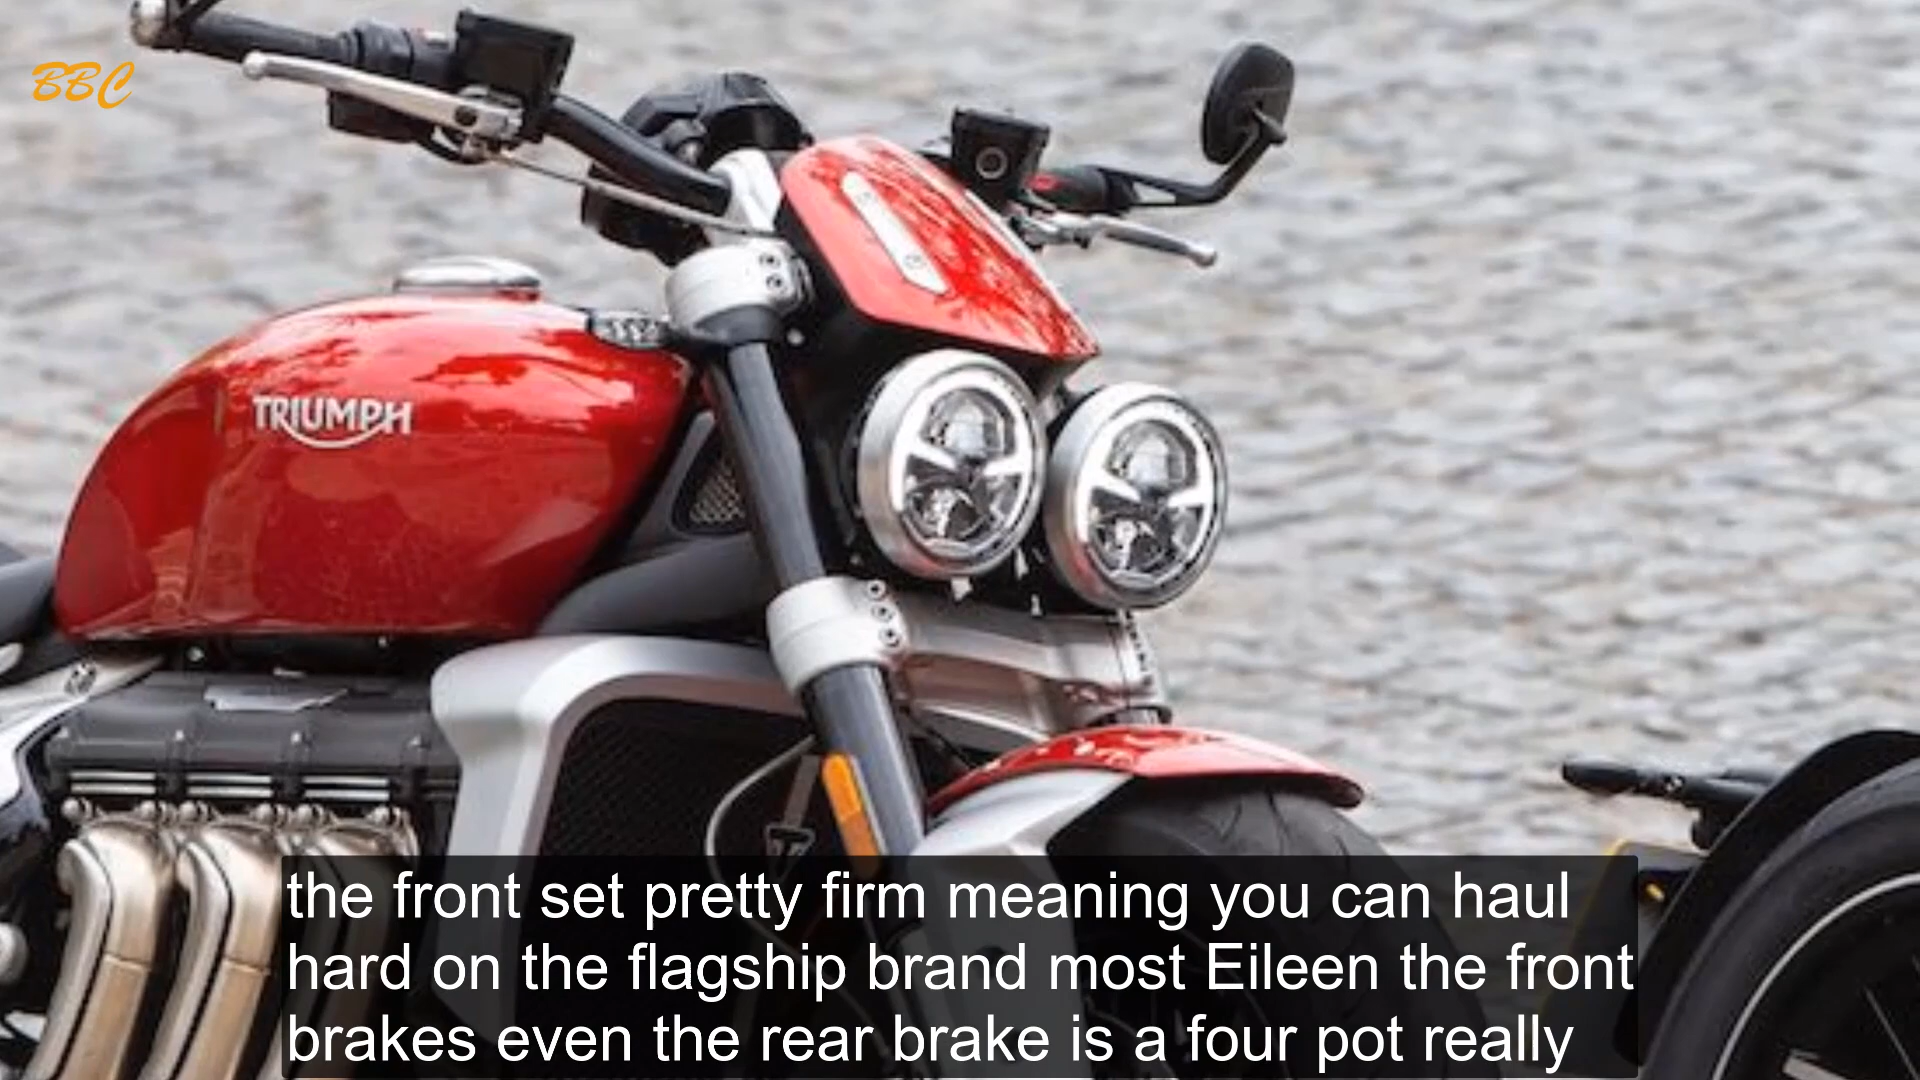 BBC
TRIUMPH
the front set pretty firm meaning you can haul
hard on the flagship brand most Eileen the front
brakes even the rear brake is a four pot really